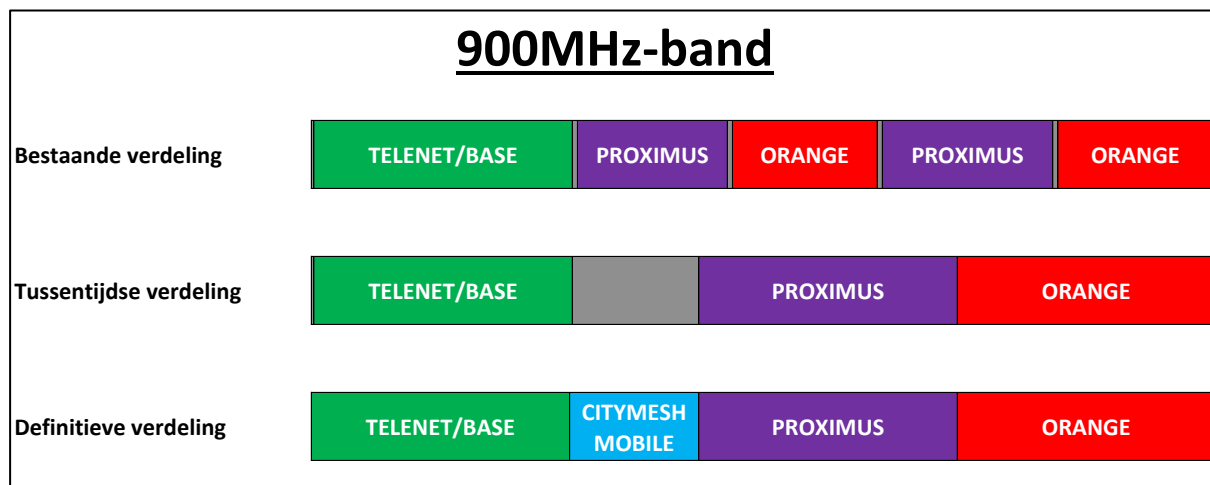 900MHz-band
Bestaande verdeling
TELENET/BASE
PROXIMUS
ORANGE
PROXIMUS
ORANGE
Tussentijdse verdeling
TELENET/BASE
PROXIMUS
ORANGE
Definitieve verdeling
TELENET/BASE
CITYMESH
MOBILE
PROXIMUS
ORANGE